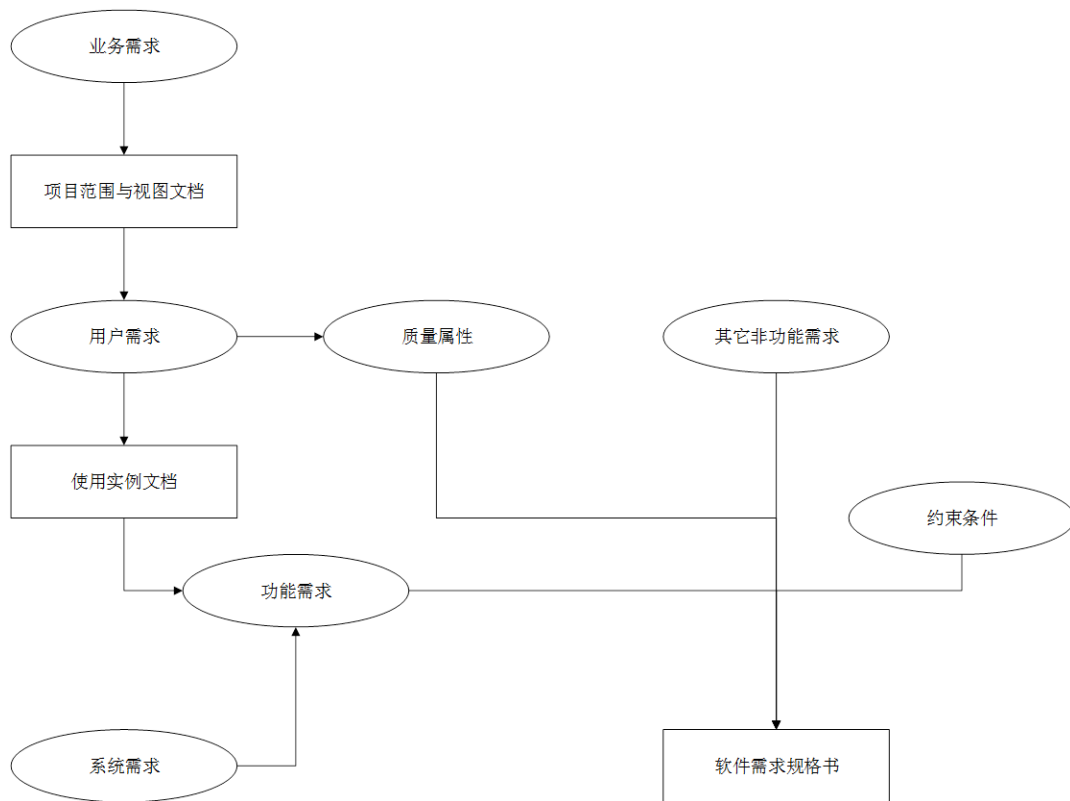 业务需求
项目范围与视图文档
用户需求
质量属性
其它非功能需求
使用实例文档
约束条件
功能需求
系统需求
软件需求规格书